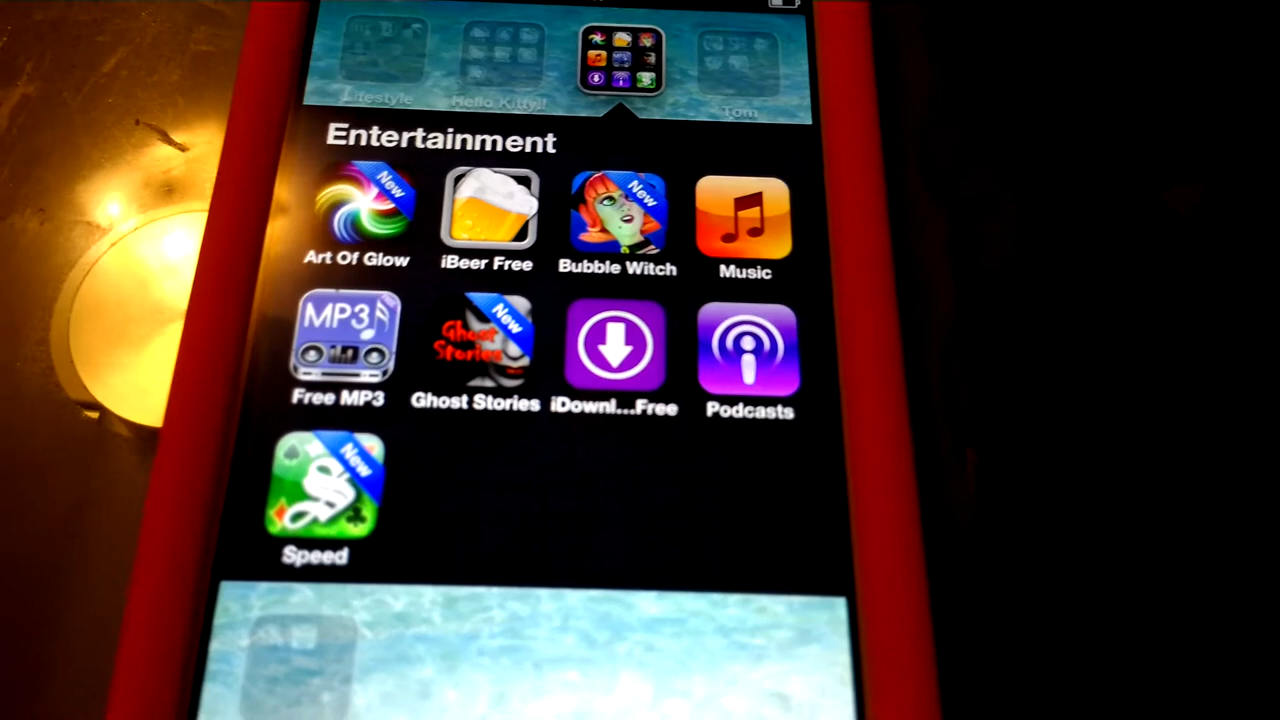 Lifestyle
Hello Kitty!!
Tom
Entertainment
New
New
Art Of Glow
iBeer Free
Bubble Witch
Music
MP3
Ghost
Stories
New
Free MP3
Ghost Stories
iDownl...Free
Podcasts
New
S
Speed